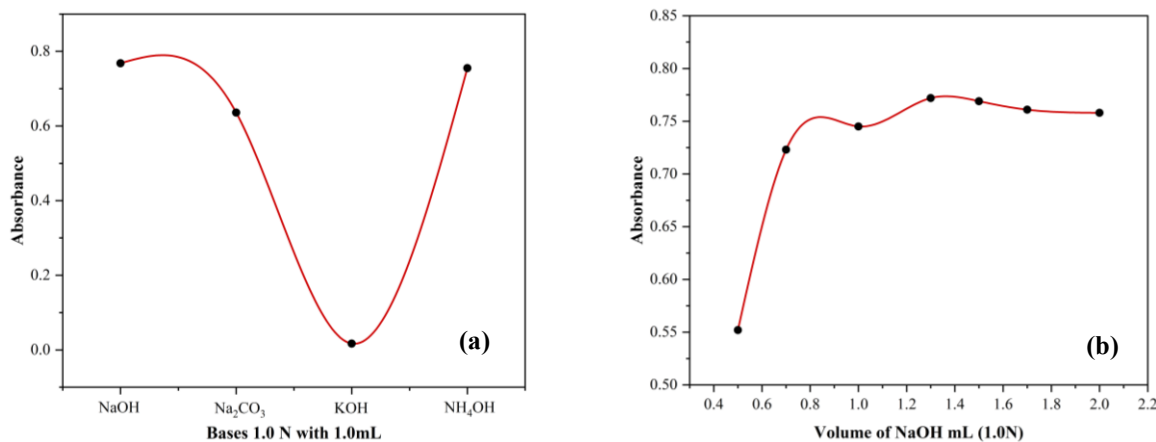 Absorbance
0.8
0.6
0.4
0.2
0.0
NaOH
Na₂CO₃
KOH
NH₄OH
Bases 1.0 N with 1.0mL
(a)
Absorbance
0.85
0.80
0.75
0.70
0.65
0.60
0.55
0.50
0.4 0.6 0.8 1.0 1.2 1.4 1.6 1.8 2.0 2.2
Volume of NaOH mL (1.0N)
(b)